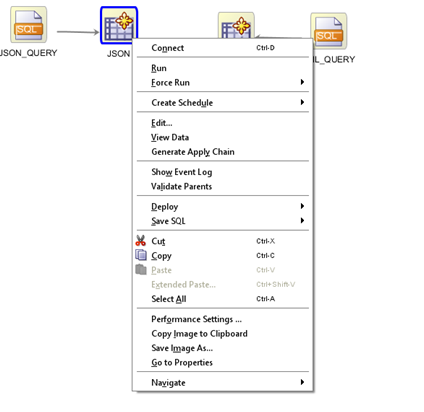 SQL
SQL
JSON_QUERY
JSON
IL_QUERY
Connect Ctrl-D
Run
Force Run
Create Schedule
Edit...
View Data
Generate Apply Chain
Show Event Log
Validate Parents
Deploy
Save SQL
Cut Ctrl-X
Copy Ctrl-C
Paste Ctrl-V
Extended Paste... Ctrl+Shift-V
Select All Ctrl-A
Performance Settings ...
Copy Image to Clipboard
Save Image As...
Go to Properties
Navigate